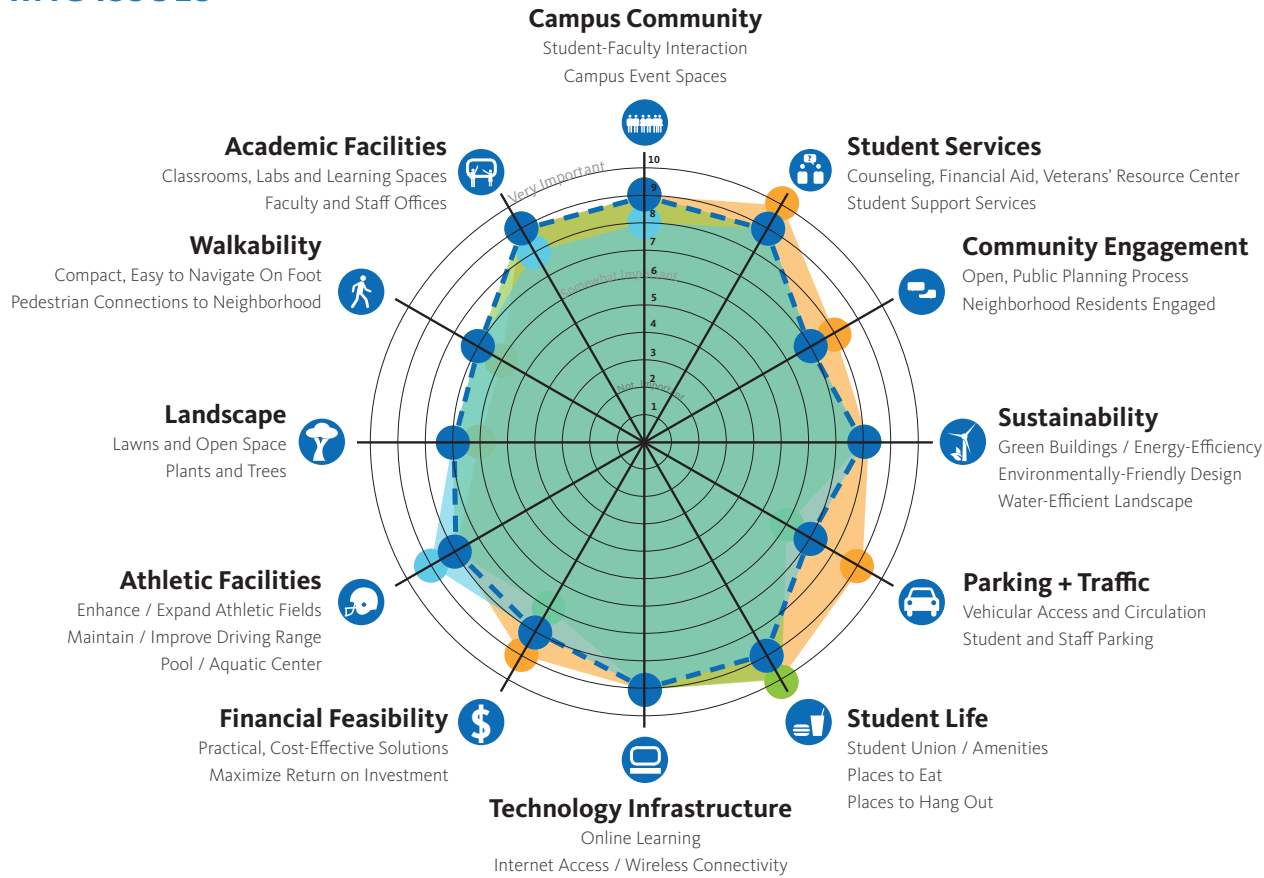 Campus Community
Student-Faculty Interaction
Campus Event Spaces
Academic Facilities
Classrooms, Labs and Learning Spaces
Faculty and Staff Offices
Student Services
Counseling, Financial Aid, Veterans' Resource Center
Student Support Services
?
Walkability
Compact, Easy to Navigate On Foot
Pedestrian Connections to Neighborhood
Community Engagement
Open, Public Planning Process
Neighborhood Residents Engaged
10
Very Important
9
8
7
6
Somewhat Important
5
4
3
2
Not Important
1
Landscape
Lawns and Open Space
Plants and Trees
Sustainability
Green Buildings / Energy-Efficiency
Environmentally-Friendly Design
Water-Efficient Landscape
Athletic Facilities
Enhance / Expand Athletic Fields
Maintain / Improve Driving Range
Pool / Aquatic Center
Parking + Traffic
Vehicular Access and Circulation
Student and Staff Parking
Financial Feasibility
Practical, Cost-Effective Solutions
Maximize Return on Investment
$
Student Life
Student Union / Amenities
Places to Eat
Places to Hang Out
Technology Infrastructure
Online Learning
Internet Access / Wireless Connectivity